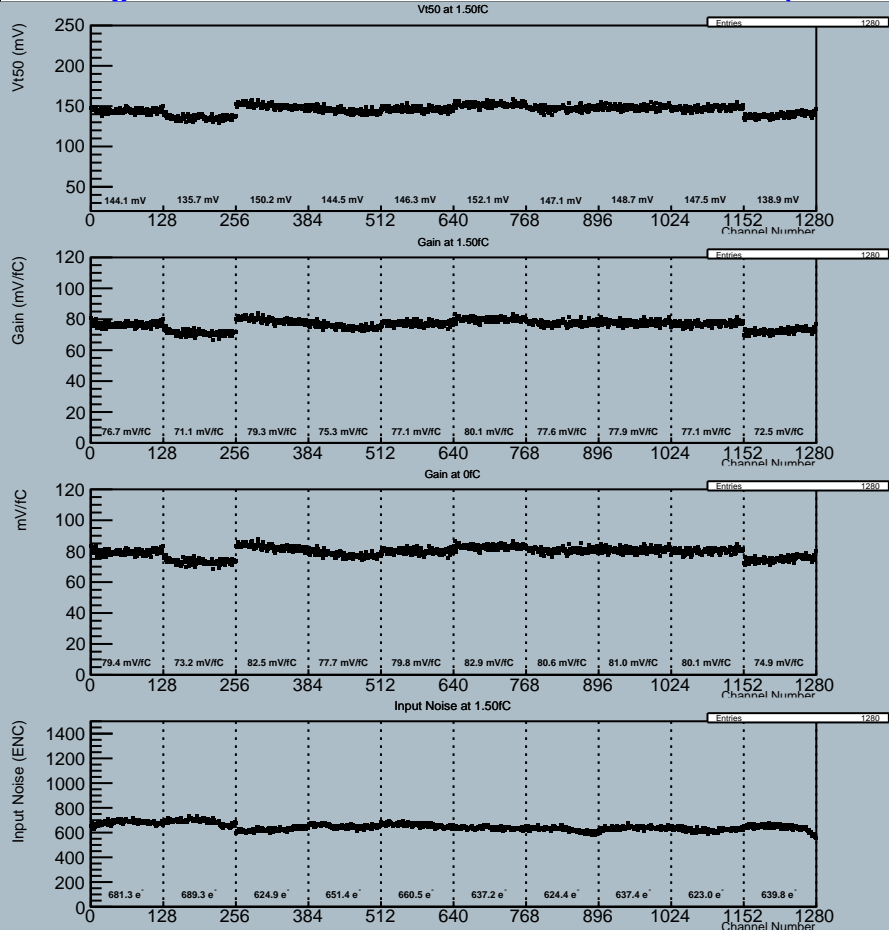 Vt50 at 1.50fC
Entries 1280
Vt50 (mV)
250
200
150
100
50
144.1 mV 135.7 mV 150.2 mV 144.5 mV 146.3 mV 152.1 mV 147.1 mV 148.7 mV 147.5 mV 138.9 mV
0 128 256 384 512 640 768 896 1024 1152 1280
Channel Number
Gain at 1.50fC
Entries 1280
Gain (mV/fC)
120
100
80
60
40
20
0
76.7 mV/fC 71.1 mV/fC 79.3 mV/fC 75.3 mV/fC 77.1 mV/fC 80.1 mV/fC 77.6 mV/fC 77.9 mV/fC 77.1 mV/fC 72.5 mV/fC
0 128 256 384 512 640 768 896 1024 1152 1280
Channel Number
Gain at 0fC
Entries 1280
mV/fC
120
100
80
60
40
20
0
79.4 mV/fC 73.2 mV/fC 82.5 mV/fC 77.7 mV/fC 79.8 mV/fC 82.9 mV/fC 80.6 mV/fC 81.0 mV/fC 80.1 mV/fC 74.9 mV/fC
0 128 256 384 512 640 768 896 1024 1152 1280
Channel Number
Input Noise at 1.50fC
Entries 1280
Input Noise (ENC)
1400
1200
1000
800
600
400
200
0
681.3 e⁻ 689.3 e⁻ 624.9 e⁻ 651.4 e⁻ 660.5 e⁻ 637.2 e⁻ 624.4 e⁻ 637.4 e⁻ 623.0 e⁻ 639.8 e⁻
0 128 256 384 512 640 768 896 1024 1152 1280
Channel Number